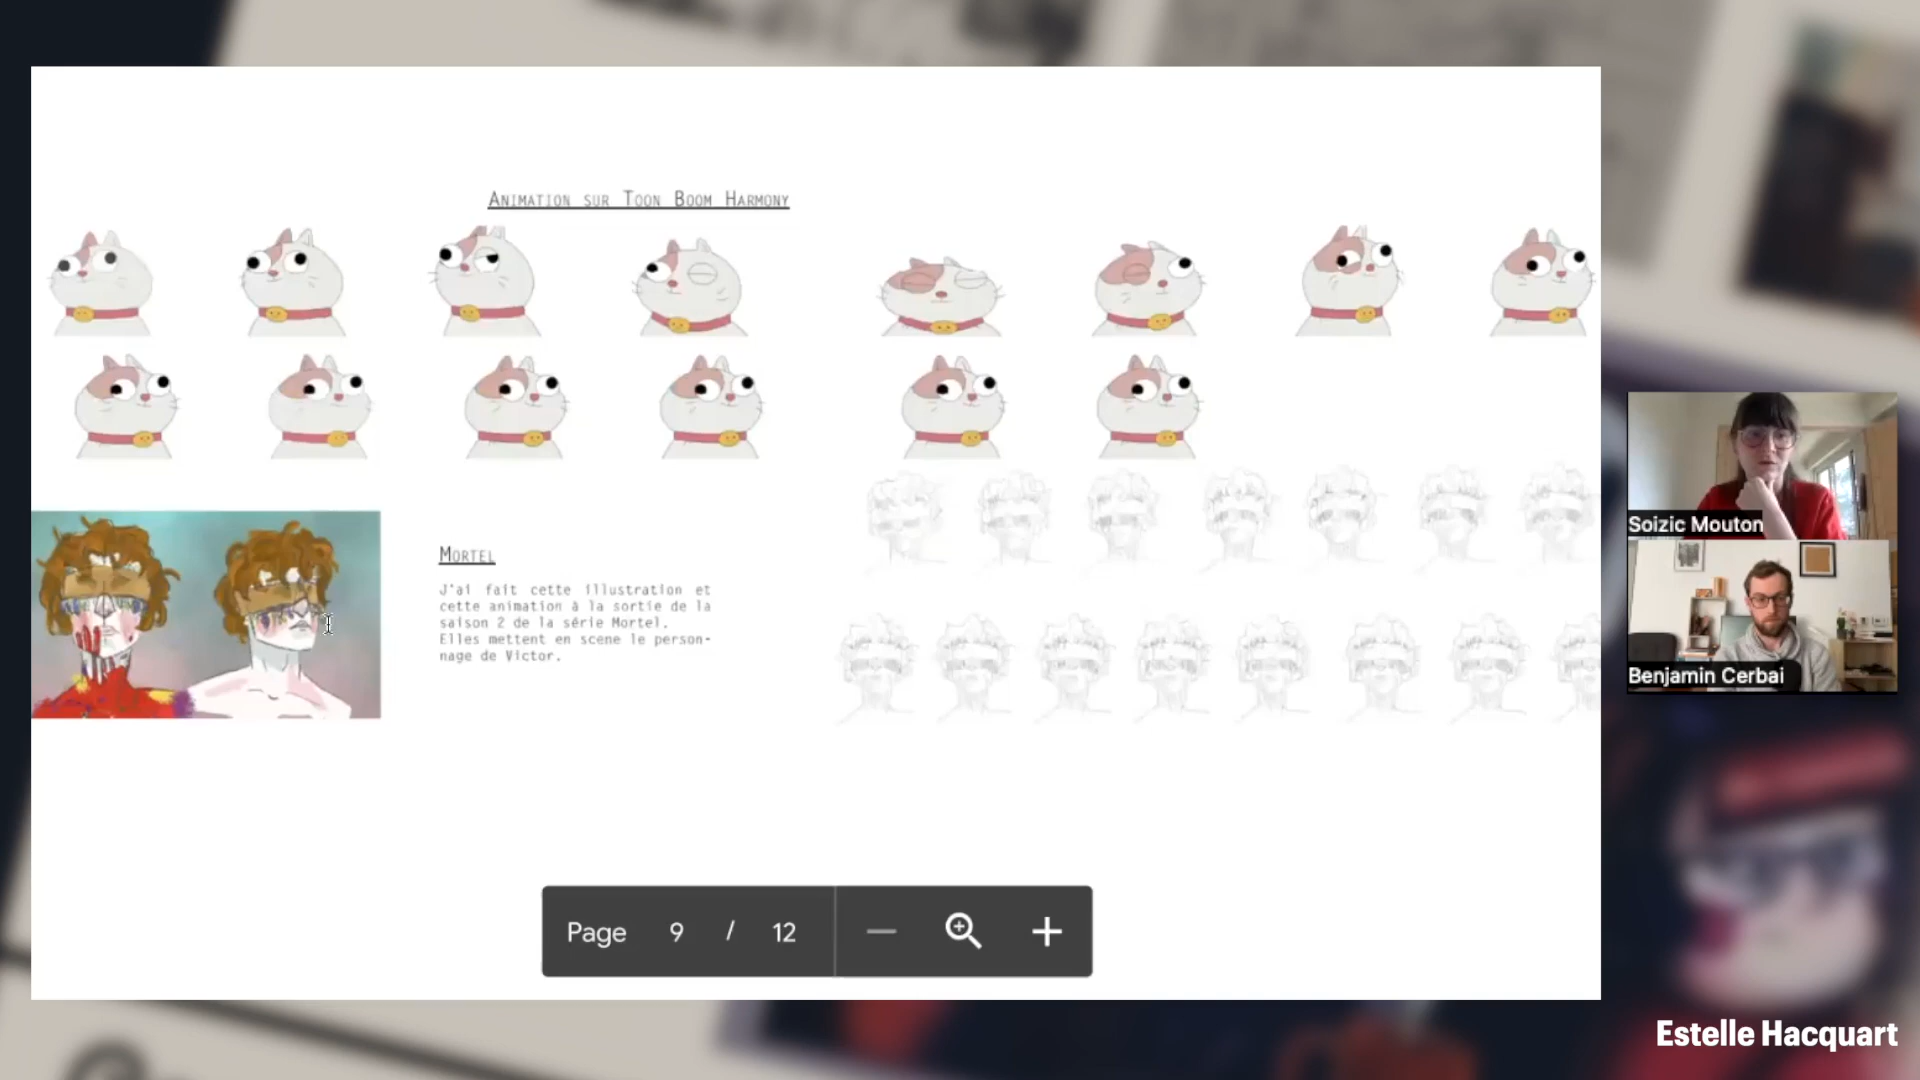 Animation sur Toon Boom Harmony
Mortel
J'ai fait cette illustration et
cette animation à la sortie de la
saison 2 de la série Mortel.
Elles mettent en scene le person-
nage de Victor.
Page 9 / 12
Soizic Mouton
Benjamin Cerbai
Estelle Hacquart